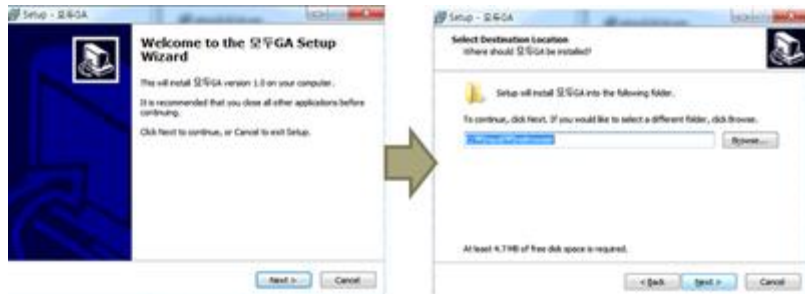 Setup - 모두GA
Welcome to the 모두GA Setup
Wizard
This will install 모두GA version 1.0 on your computer.
It is recommended that you close all other applications before
continuing.
Click Next to continue, or Cancel to exit Setup.
Next >
Cancel
Setup - 모두GA
Select Destination Location
Where should 모두GA be installed?
Setup will install 모두GA into the following folder.
To continue, click Next. If you would like to select a different folder, click Browse.
Browse...
At least 4.7 MB of free disk space is required.
< Back
Next >
Cancel